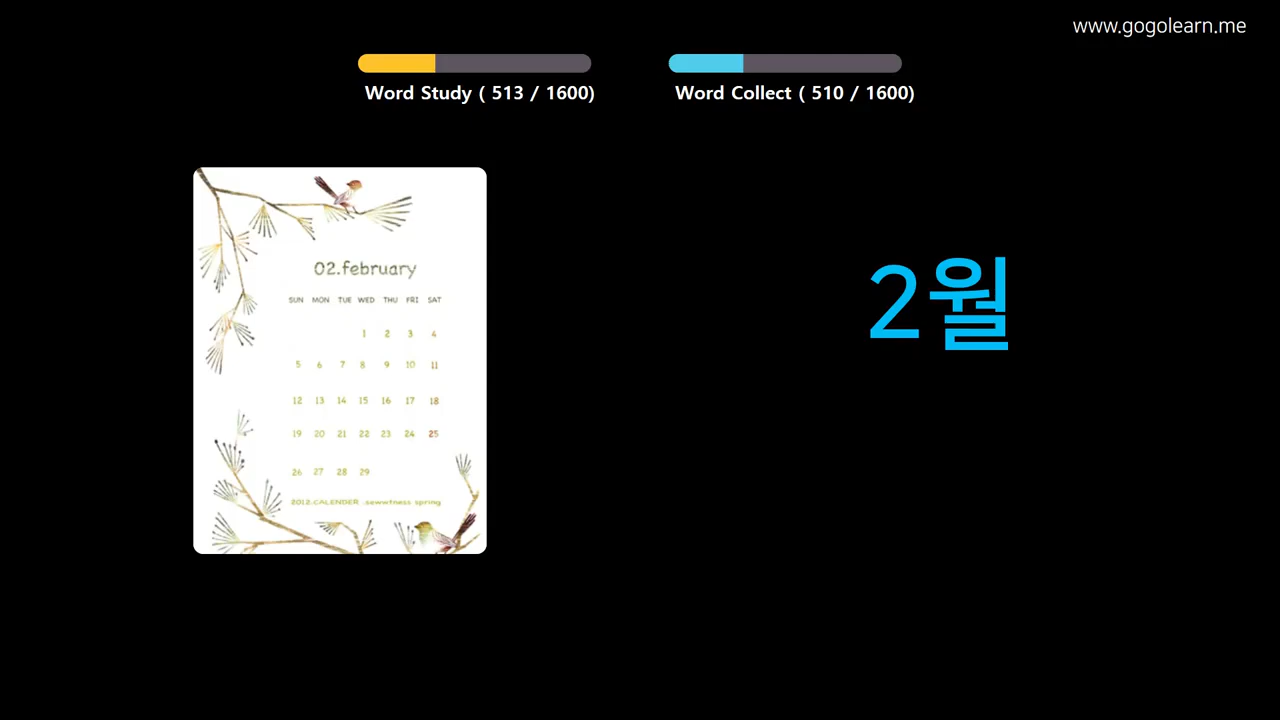 www.gogolearn.me
Word Study ( 513 / 1600)
Word Collect ( 510 / 1600)
02.february
SUN MON TUE WED THU FRI SAT
1 2 3 4
5 6 7 8 9 10 11
12 13 14 15 16 17 18
19 20 21 22 23 24 25
26 27 28 29
2012.CALENDER .sewwtness spring
2월